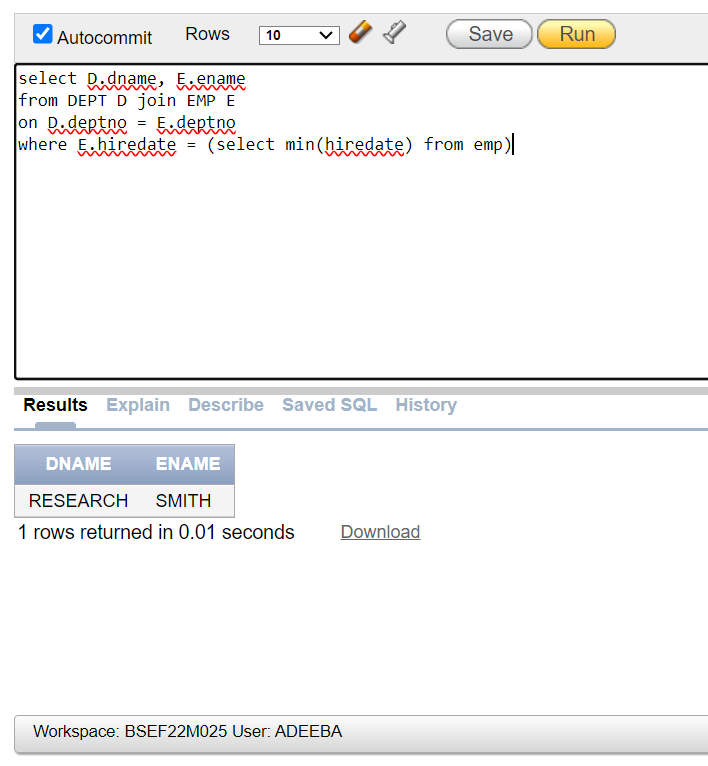 Autocommit Rows 10 Save Run
select D.dname, E.ename
from DEPT D join EMP E
on D.deptno = E.deptno
where E.hiredate = (select min(hiredate) from emp)
Results Explain Describe Saved SQL History
DNAME ENAME
RESEARCH SMITH
1 rows returned in 0.01 seconds Download
Workspace: BSEF22M025 User: ADEEBA